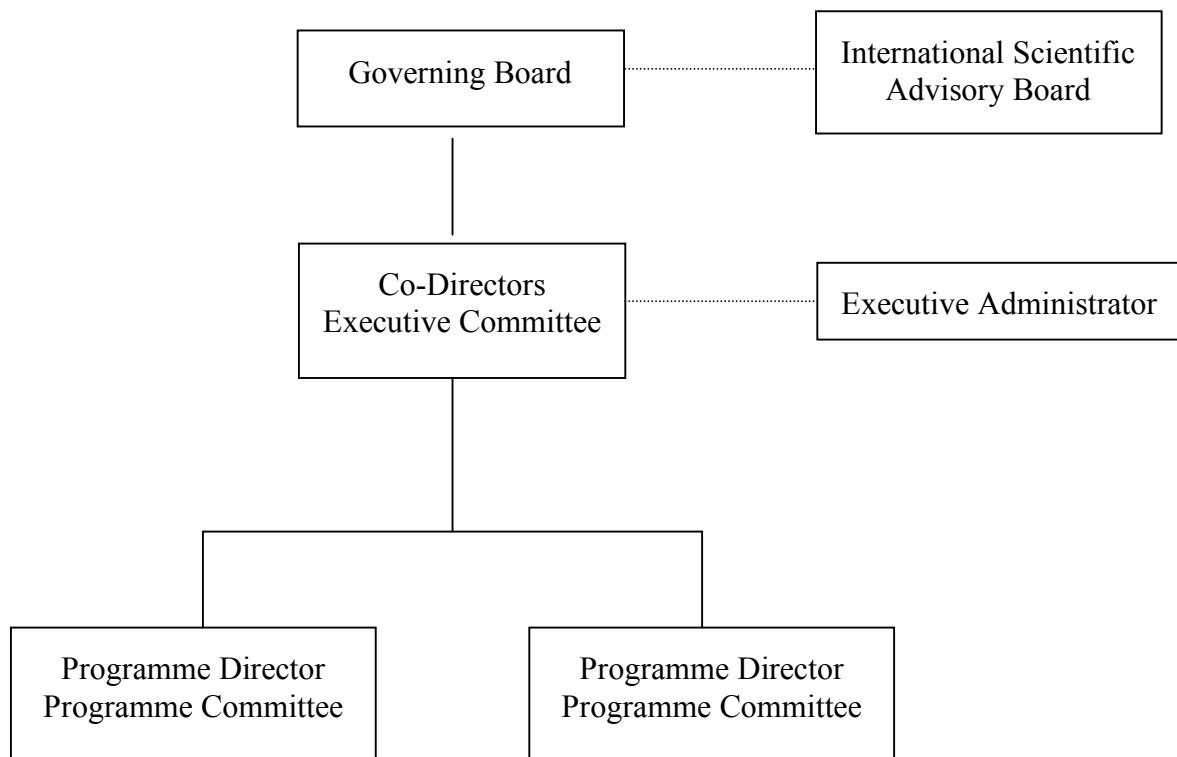 Governing Board
International Scientific
Advisory Board
Co-Directors
Executive Committee
Executive Administrator
Programme Director
Programme Committee
Programme Director
Programme Committee